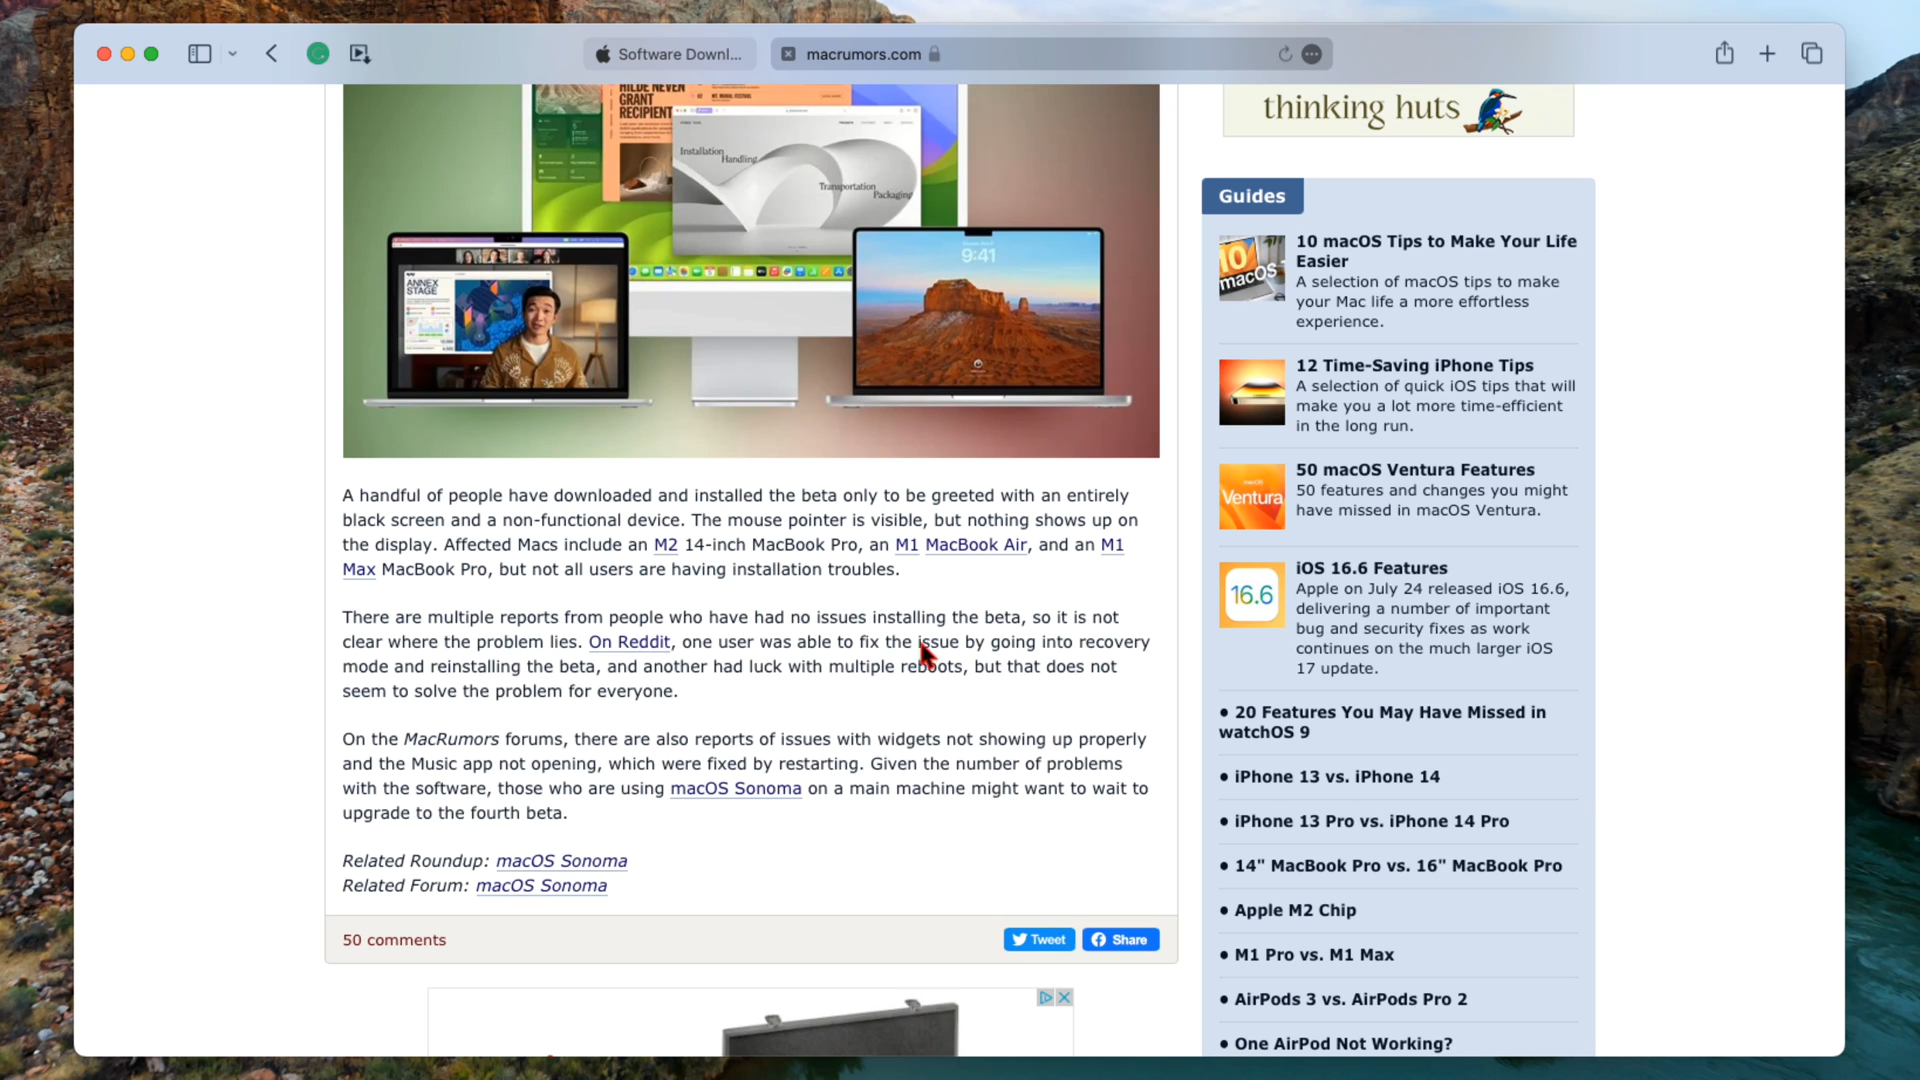 Software Downl...
macrumors.com
HILDE NEVEN
GRANT
RECIPIENT
Installation
Handling
Transportation
Packaging
ANNEX
STAGE
9:41
A handful of people have downloaded and installed the beta only to be greeted with an entirely
black screen and a non-functional device. The mouse pointer is visible, but nothing shows up on
the display. Affected Macs include an M2 14-inch MacBook Pro, an M1 MacBook Air, and an M1
Max MacBook Pro, but not all users are having installation troubles.
There are multiple reports from people who have had no issues installing the beta, so it is not
clear where the problem lies. On Reddit, one user was able to fix the issue by going into recovery
mode and reinstalling the beta, and another had luck with multiple reboots, but that does not
seem to solve the problem for everyone.
On the MacRumors forums, there are also reports of issues with widgets not showing up properly
and the Music app not opening, which were fixed by restarting. Given the number of problems
with the software, those who are using macOS Sonoma on a main machine might want to wait to
upgrade to the fourth beta.
Related Roundup: macOS Sonoma
Related Forum: macOS Sonoma
50 comments
Tweet
Share
thinking huts
Guides
10
macOS
10 macOS Tips to Make Your Life
Easier
A selection of macOS tips to make
your Mac life a more effortless
experience.
12 Time-Saving iPhone Tips
A selection of quick iOS tips that will
make you a lot more time-efficient
in the long run.
Ventura
50 macOS Ventura Features
50 features and changes you might
have missed in macOS Ventura.
16.6
iOS 16.6 Features
Apple on July 24 released iOS 16.6,
delivering a number of important
bug and security fixes as work
continues on the much larger iOS
17 update.
• 20 Features You May Have Missed in
watchOS 9
• iPhone 13 vs. iPhone 14
• iPhone 13 Pro vs. iPhone 14 Pro
• 14" MacBook Pro vs. 16" MacBook Pro
• Apple M2 Chip
• M1 Pro vs. M1 Max
• AirPods 3 vs. AirPods Pro 2
• One AirPod Not Working?